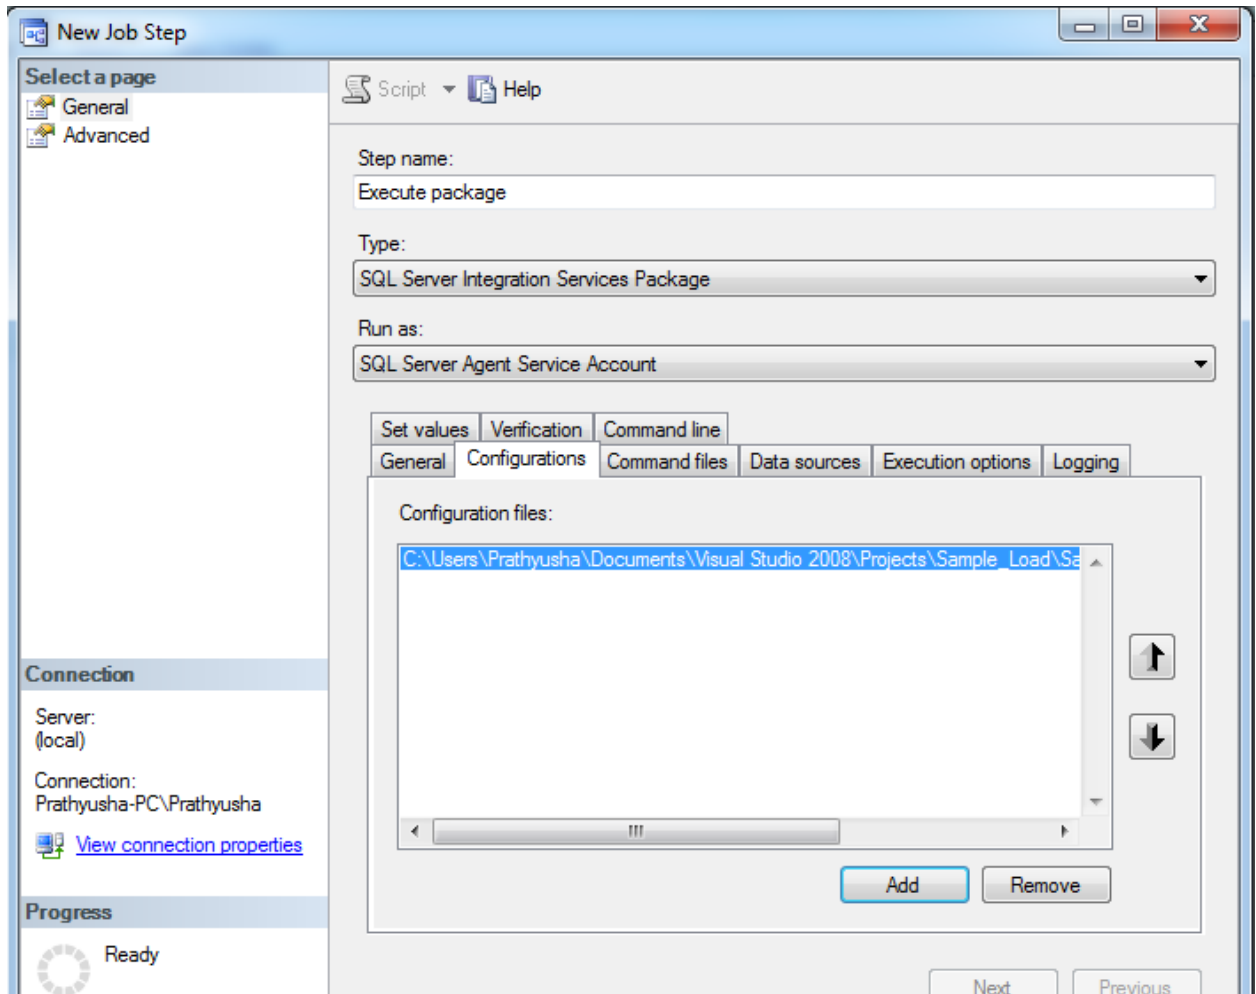 New Job Step
Select a page
General
Advanced
Script
Help
Step name:
Execute package
Type:
SQL Server Integration Services Package
Run as:
SQL Server Agent Service Account
Set values
Verification
Command line
General
Configurations
Command files
Data sources
Execution options
Logging
Configuration files:
C:\Users\Prathyusha\Documents\Visual Studio 2008\Projects\Sample_Load\Sa
Add
Remove
Connection
Server:
(local)
Connection:
Prathyusha-PC\Prathyusha
View connection properties
Progress
Ready
Next
Previous